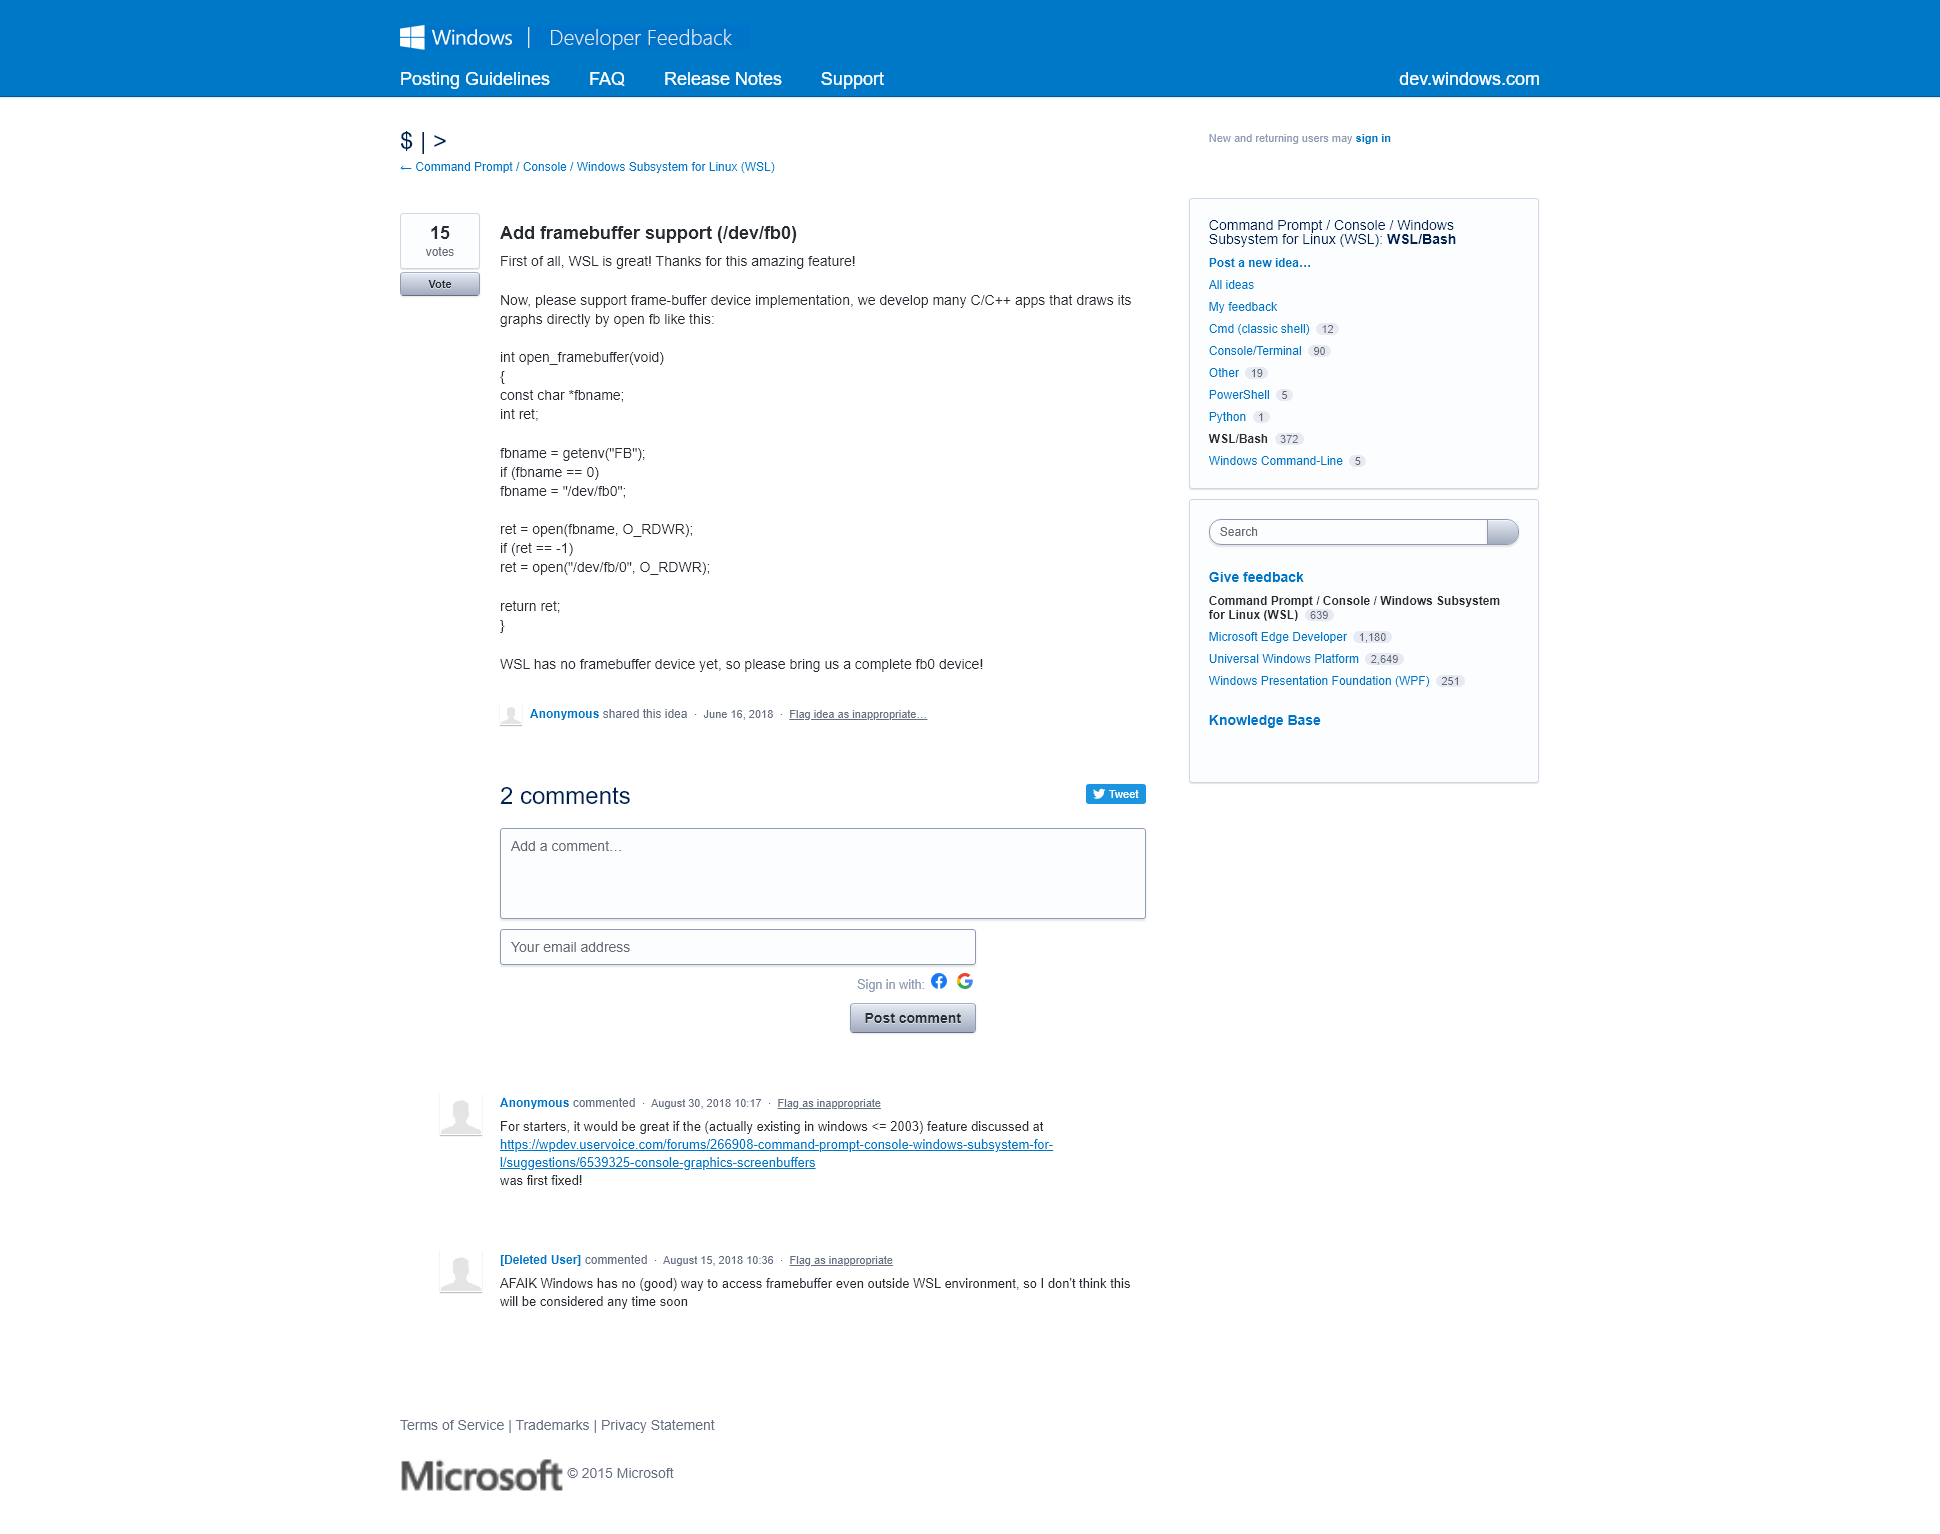 Windows | Developer Feedback
Posting Guidelines FAQ Release Notes Support dev.windows.com
$ | >
← Command Prompt / Console / Windows Subsystem for Linux (WSL)
New and returning users may sign in
15
votes
Vote
Add framebuffer support (/dev/fb0)
First of all, WSL is great! Thanks for this amazing feature!
Now, please support frame-buffer device implementation, we develop many C/C++ apps that draws its
graphs directly by open fb like this:
int open_framebuffer(void)
{
const char *fbname;
int ret;
fbname = getenv("FB");
if (fbname == 0)
fbname = "/dev/fb0";
ret = open(fbname, O_RDWR);
if (ret == -1)
ret = open("/dev/fb/0", O_RDWR);
return ret;
}
WSL has no framebuffer device yet, so please bring us a complete fb0 device!
Anonymous shared this idea · June 16, 2018 · Flag idea as inappropriate…
2 comments
Tweet
Add a comment…
Your email address
Sign in with:
Post comment
Anonymous commented · August 30, 2018 10:17 · Flag as inappropriate
For starters, it would be great if the (actually existing in windows <= 2003) feature discussed at
https://wpdev.uservoice.com/forums/266908-command-prompt-console-windows-subsystem-for-
l/suggestions/6539325-console-graphics-screenbuffers
was first fixed!
[Deleted User] commented · August 15, 2018 10:36 · Flag as inappropriate
AFAIK Windows has no (good) way to access framebuffer even outside WSL environment, so I don't think this
will be considered any time soon
Command Prompt / Console / Windows
Subsystem for Linux (WSL): WSL/Bash
Post a new idea…
All ideas
My feedback
Cmd (classic shell) 12
Console/Terminal 90
Other 19
PowerShell 5
Python 1
WSL/Bash 372
Windows Command-Line 5
Search
Give feedback
Command Prompt / Console / Windows Subsystem
for Linux (WSL) 639
Microsoft Edge Developer 1,180
Universal Windows Platform 2,649
Windows Presentation Foundation (WPF) 251
Knowledge Base
Terms of Service | Trademarks | Privacy Statement
Microsoft © 2015 Microsoft